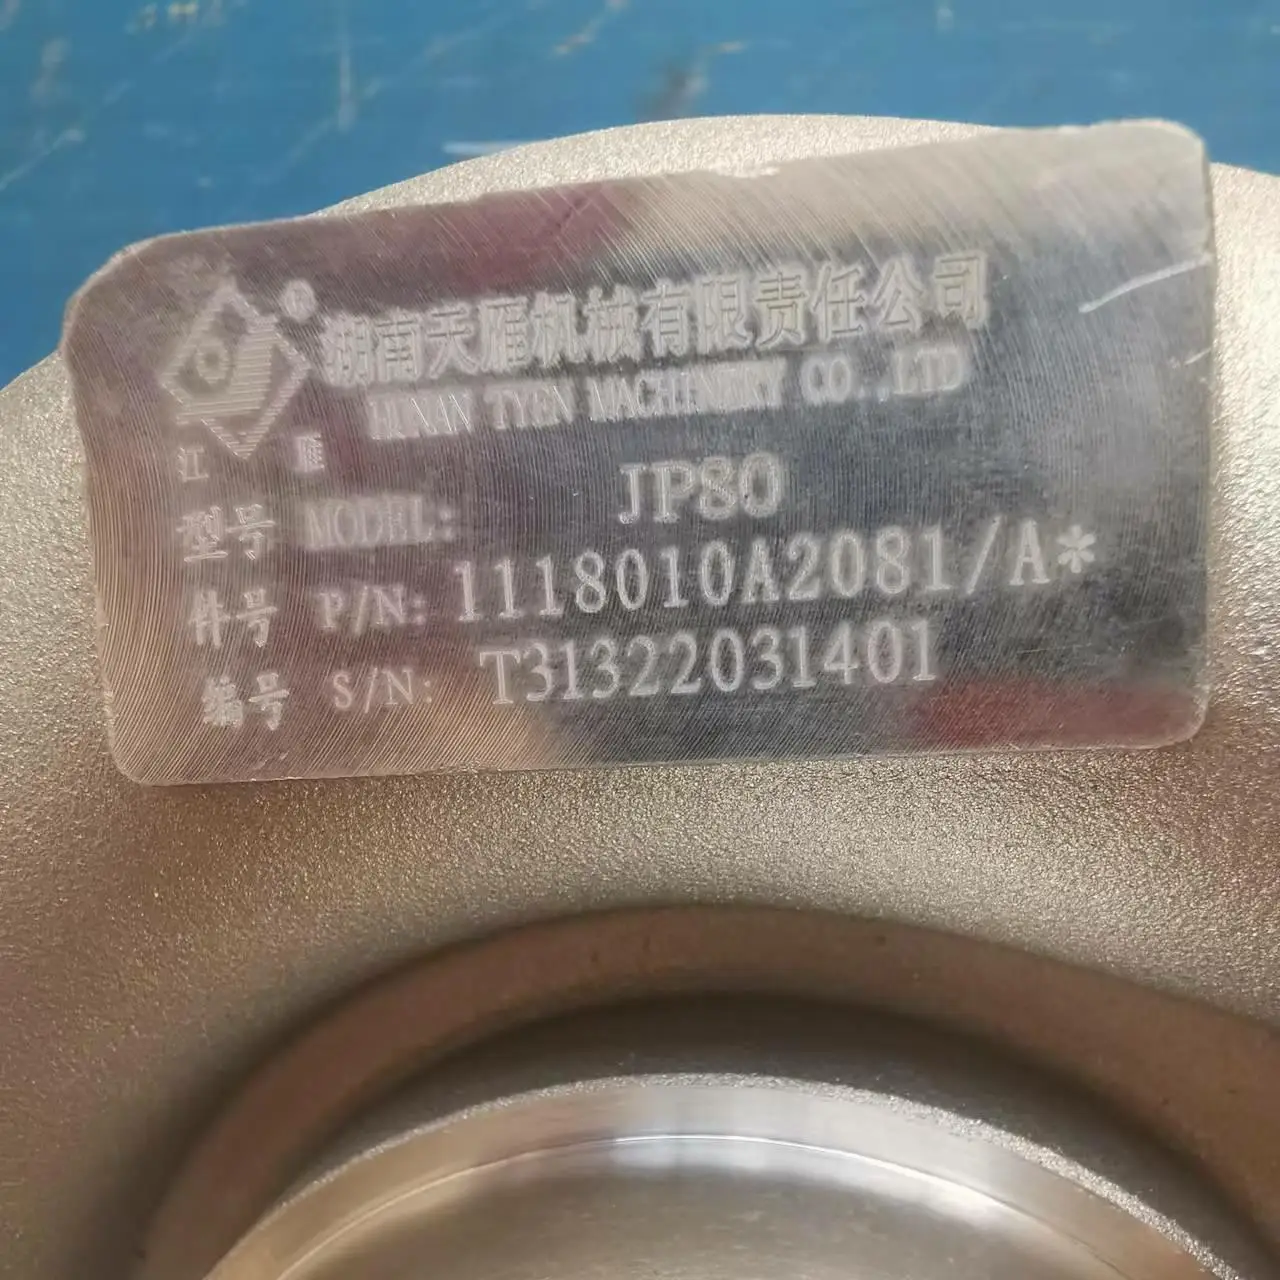 ®
湖南天雁机械有限责任公司
HUNAN TYEN MACHINERY CO.,LTD
江 雁
型号 MODEL: JP80
件号 P/N: 1118010A2081/A*
编号 S/N: T31322031401